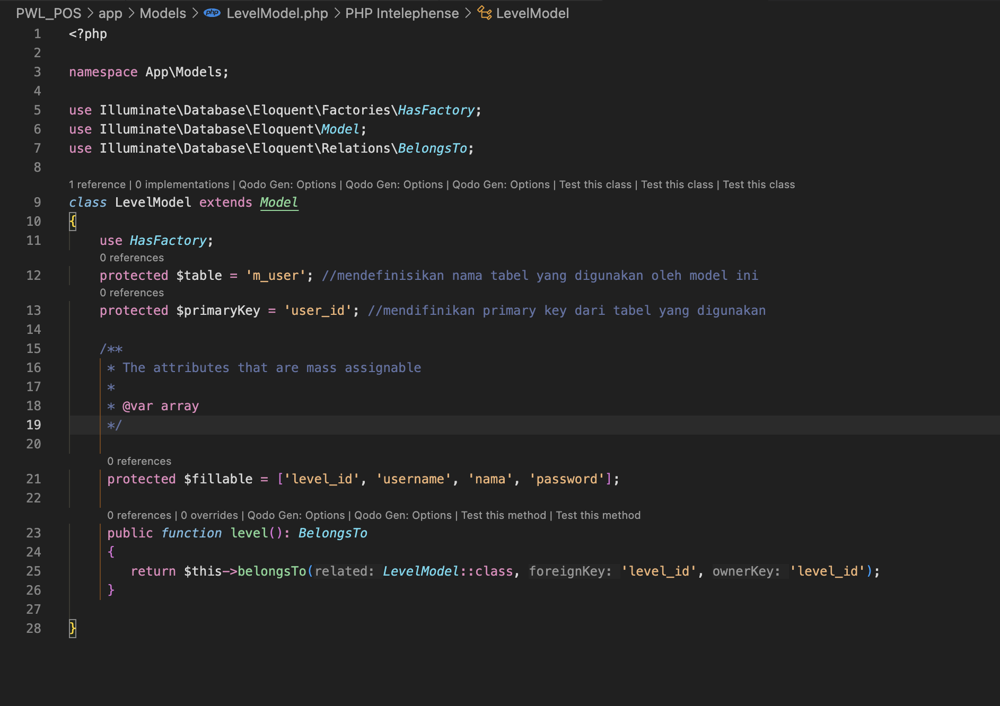 PWL_POS > app > Models > php LevelModel.php > PHP Intelephense > LevelModel
1 <?php
2
3 namespace App\Models;
4
5 use Illuminate\Database\Eloquent\Factories\HasFactory;
6 use Illuminate\Database\Eloquent\Model;
7 use Illuminate\Database\Eloquent\Relations\BelongsTo;
8
1 reference | 0 implementations | Qodo Gen: Options | Qodo Gen: Options | Qodo Gen: Options | Test this class | Test this class | Test this class
9 class LevelModel extends Model
10 {
11 use HasFactory;
0 references
12 protected $table = 'm_user'; //mendefinisikan nama tabel yang digunakan oleh model ini
0 references
13 protected $primaryKey = 'user_id'; //mendifinikan primary key dari tabel yang digunakan
14
15 /**
16 * The attributes that are mass assignable
17 *
18 * @var array
19 */
20
0 references
21 protected $fillable = ['level_id', 'username', 'nama', 'password'];
22
0 references | 0 overrides | Qodo Gen: Options | Qodo Gen: Options | Test this method | Test this method
23 public function level(): BelongsTo
24 {
25 return $this->belongsTo(related: LevelModel::class, foreignKey: 'level_id', ownerKey: 'level_id');
26 }
27
28 }